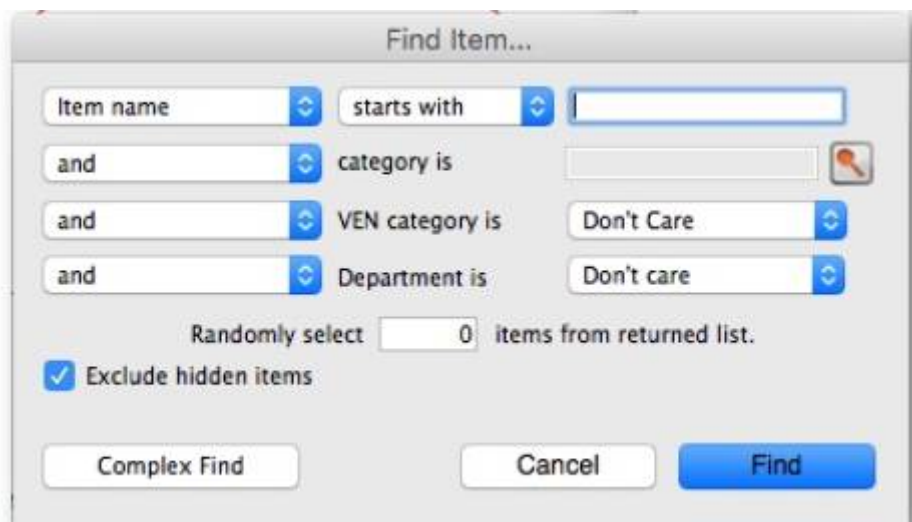 Find Item...
Item name starts with
and category is
and VEN category is Don't Care
and Department is Don't care
Randomly select 0 items from returned list.
Exclude hidden items
Complex Find Cancel Find